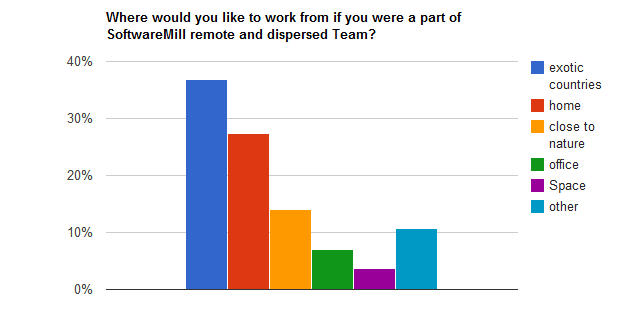 Where would you like to work from if you were a part of
SoftwareMill remote and dispersed Team?
40%
30%
20%
10%
0%
exotic
countries
home
close to
nature
office
Space
other